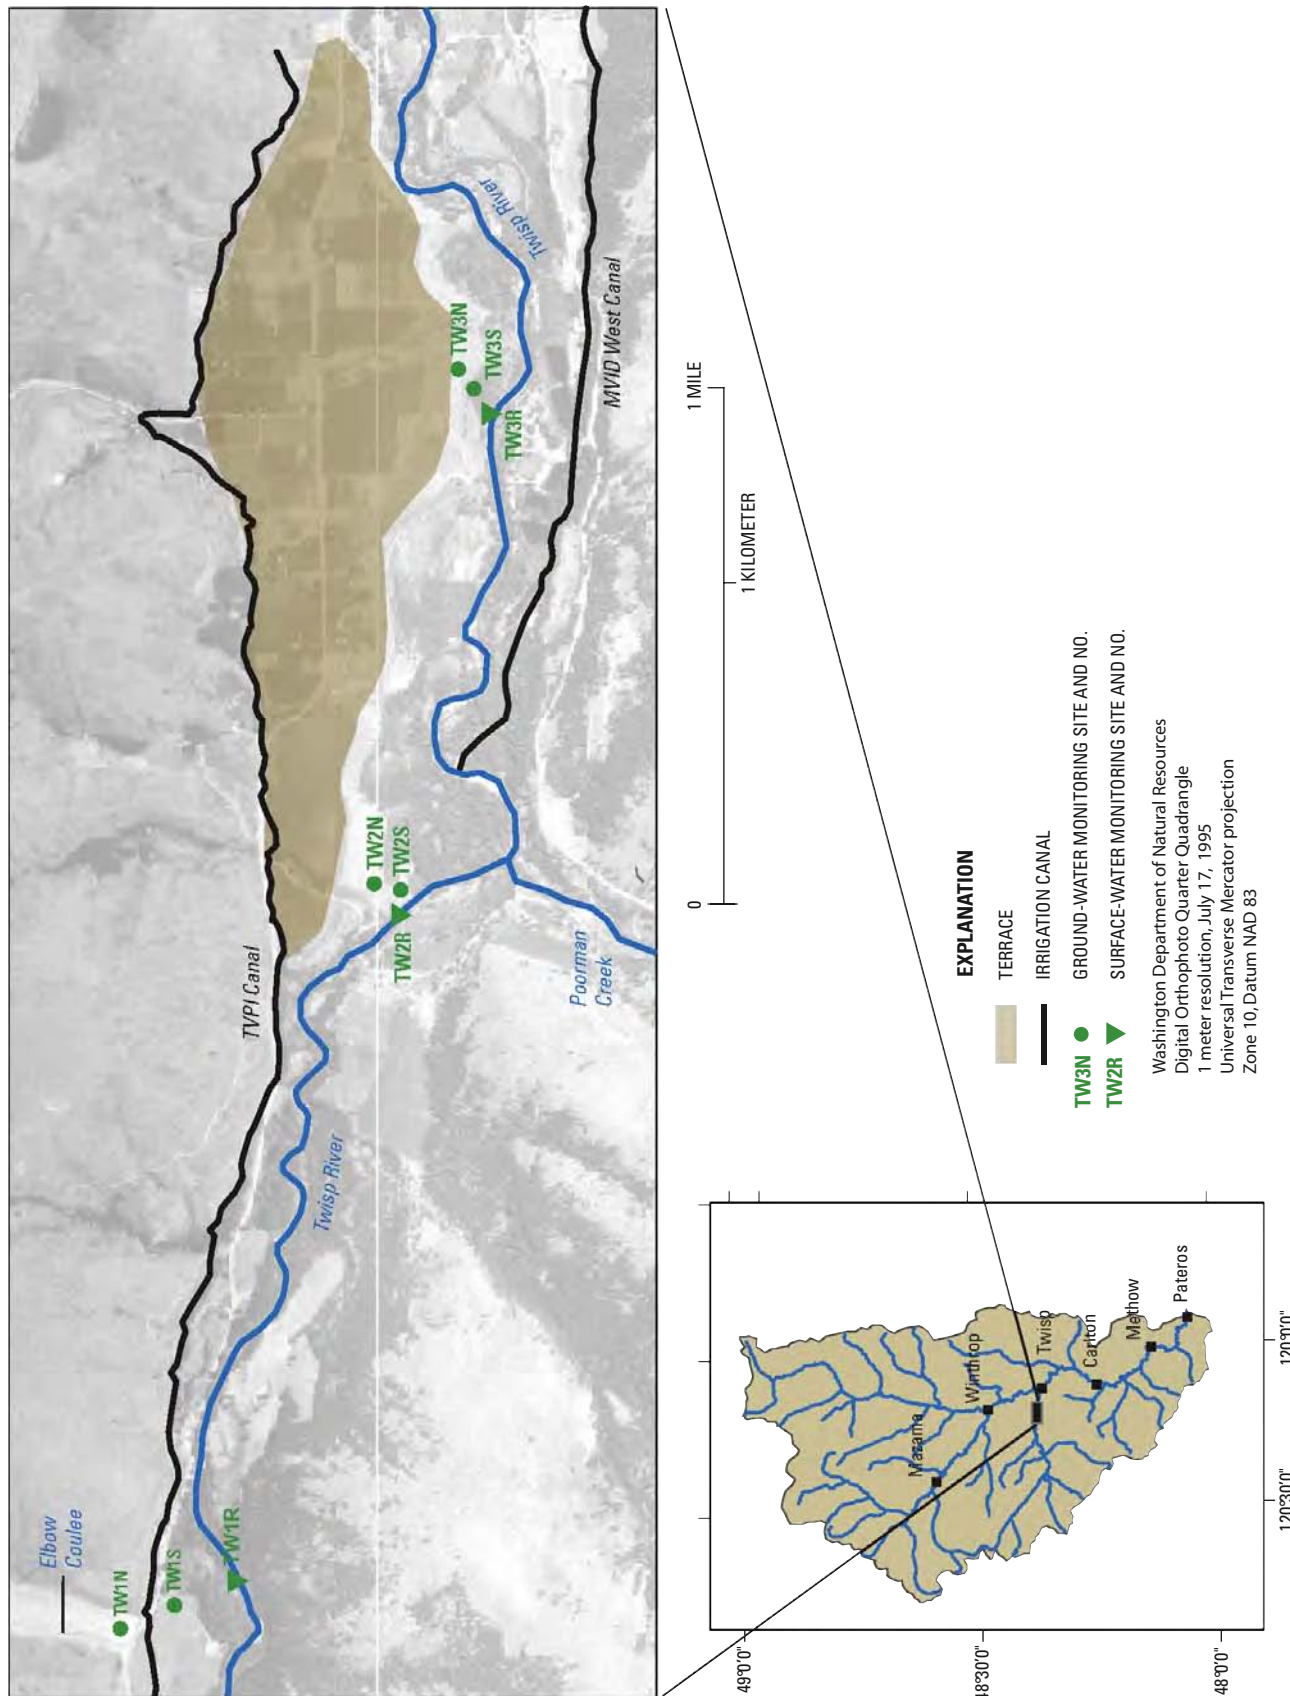 Elbow
Coulee
TW1N
TW1S
TW1R
TVPI Canal
Twisp River
TW2N
TW2S
TW2R
Poorman
Creek
TW3N
TW3S
TW3R
Twisp River
MVID West Canal
0
1 MILE
1 KILOMETER
EXPLANATION
TERRACE
IRRIGATION CANAL
TW3N GROUND-WATER MONITORING SITE AND NO.
TW2R SURFACE-WATER MONITORING SITE AND NO.
Washington Department of Natural Resources
Digital Orthophoto Quarter Quadrangle
1 meter resolution, July 17, 1995
Universal Transverse Mercator projection
Zone 10, Datum NAD 83
49°0'0"
48°30'0"
48°0'0"
120°30'0"
120°0'0"
Mazama
Winthrop
Twisp
Carlton
Methow
Pateros